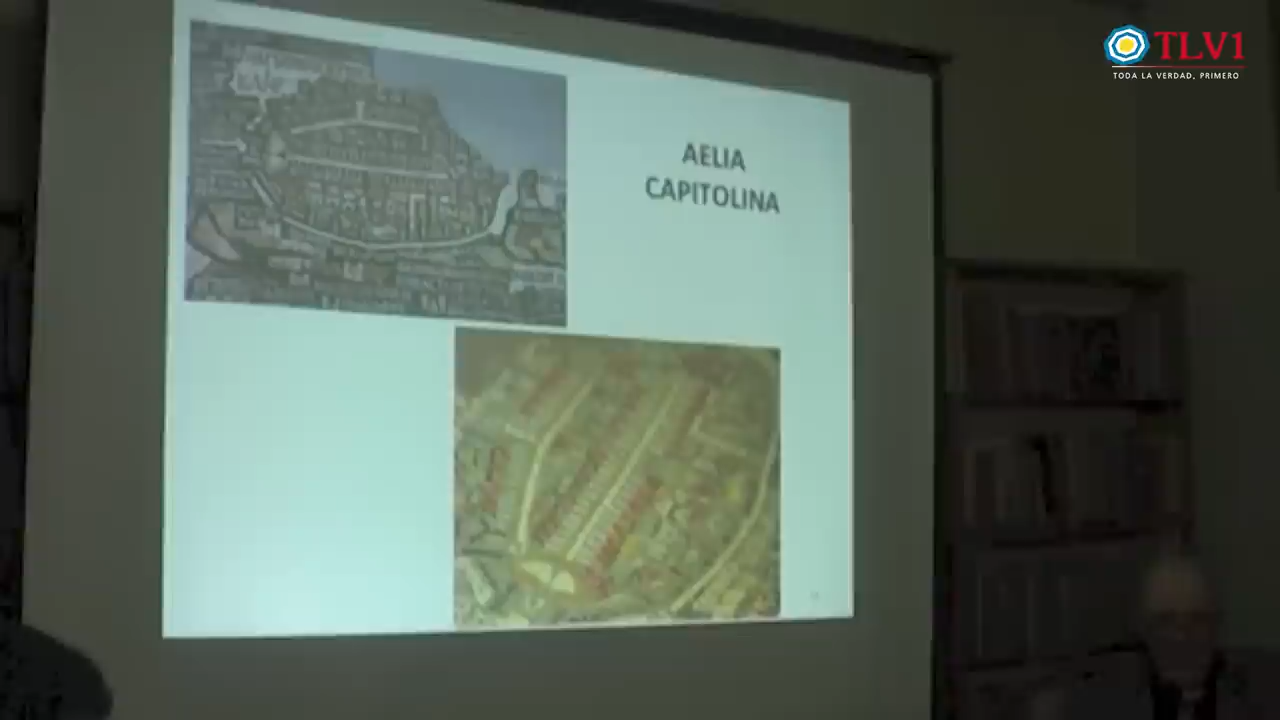 TLV1
TODA LA VERDAD, PRIMERO
AELIA
CAPITOLINA